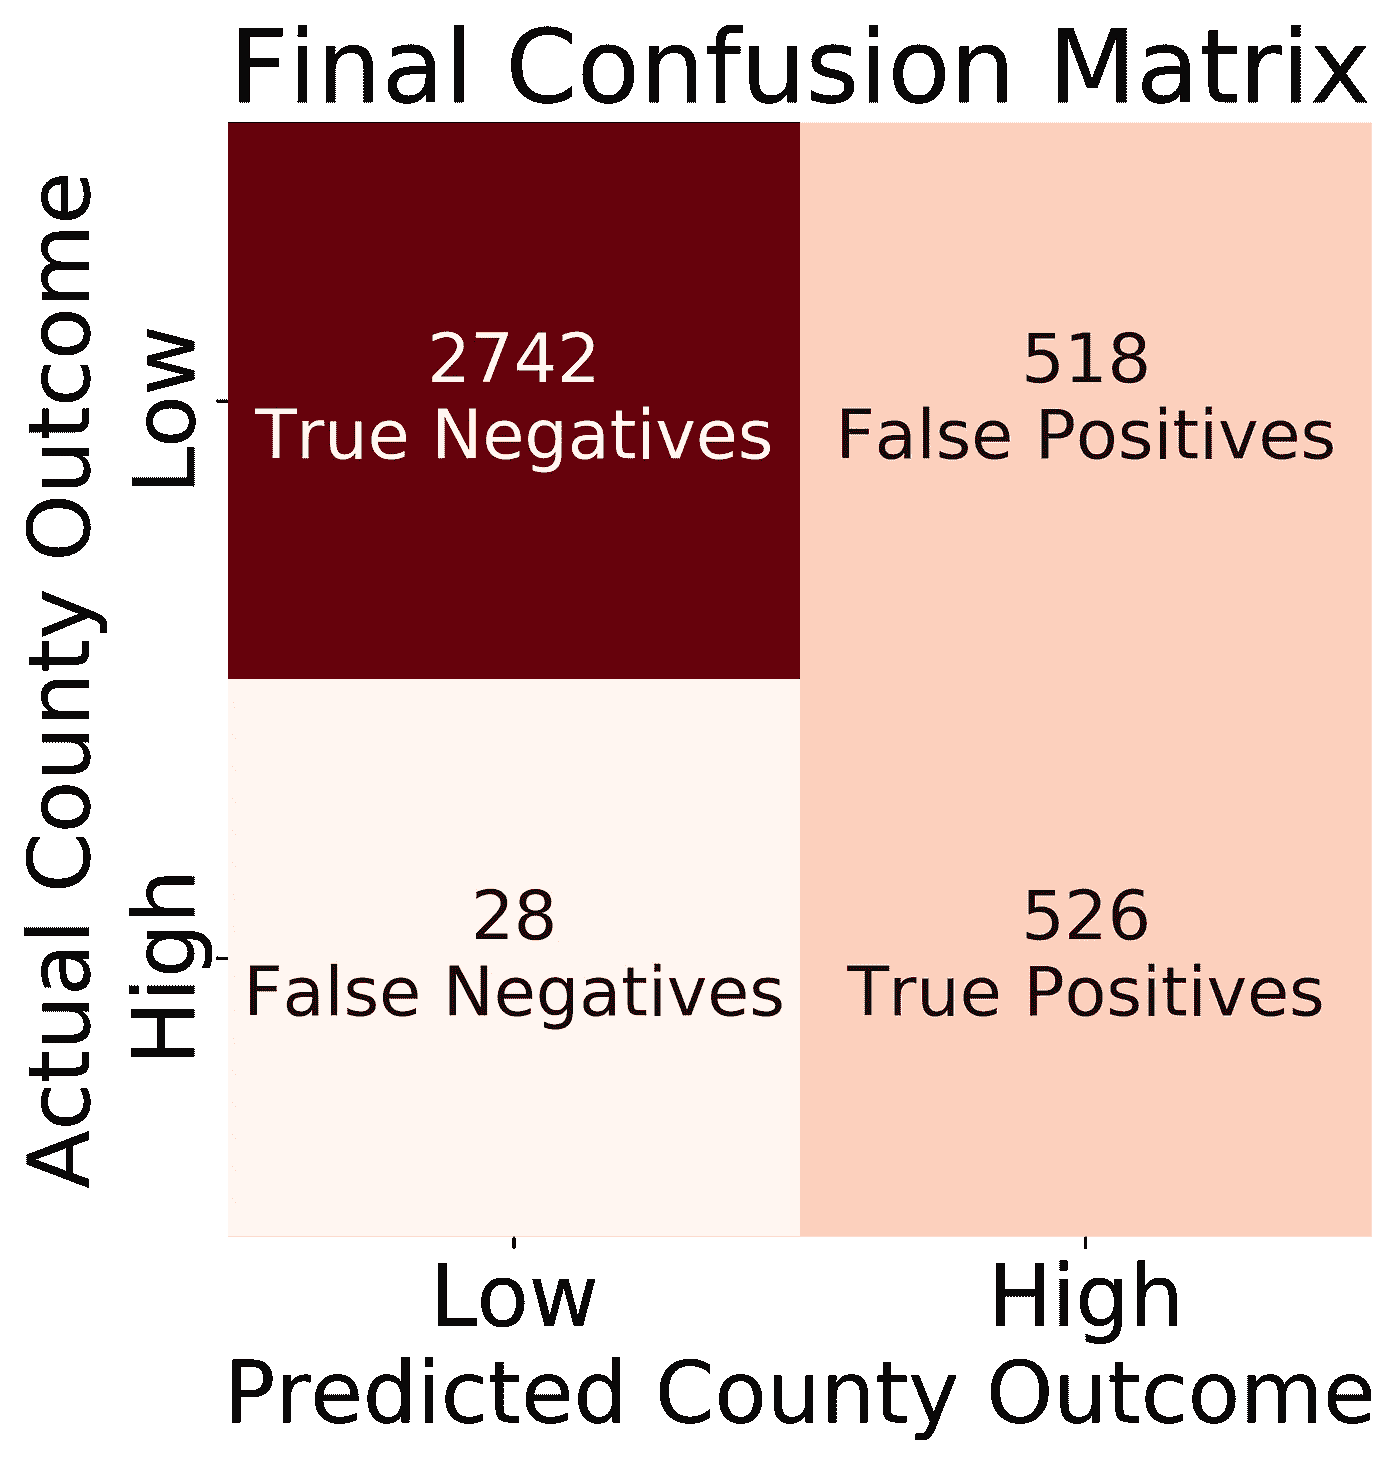 Final Confusion Matrix
Actual County Outcome
Low
2742
True Negatives
518
False Positives
High
28
False Negatives
526
True Positives
Low
High
Predicted County Outcome